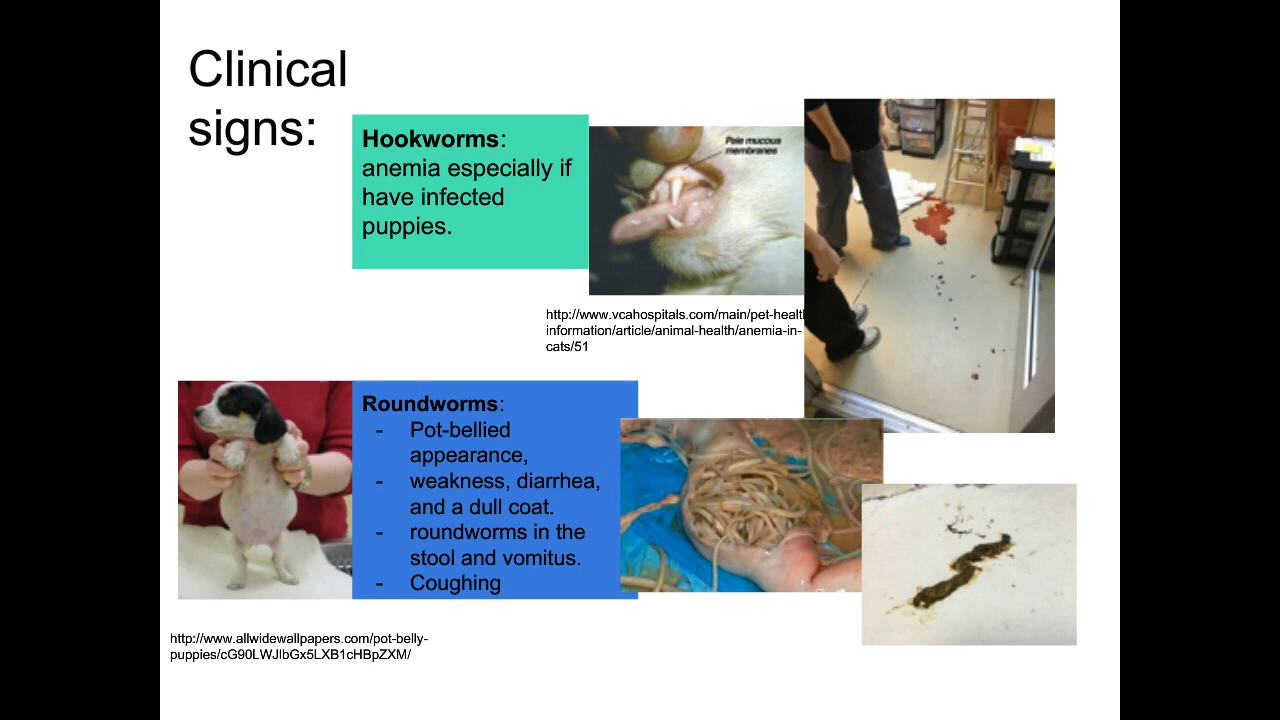 Clinical
signs:
Hookworms:
anemia especially if
have infected
puppies.
Pale mucous
membranes
http://www.vcahospitals.com/main/pet-health
information/article/animal-health/anemia-in-
cats/51
Roundworms:
- Pot-bellied
appearance,
- weakness, diarrhea,
and a dull coat.
- roundworms in the
stool and vomitus.
- Coughing
http://www.allwidewallpapers.com/pot-belly-
puppies/cG90LWJlbGx5LXB1cHBpZXM/